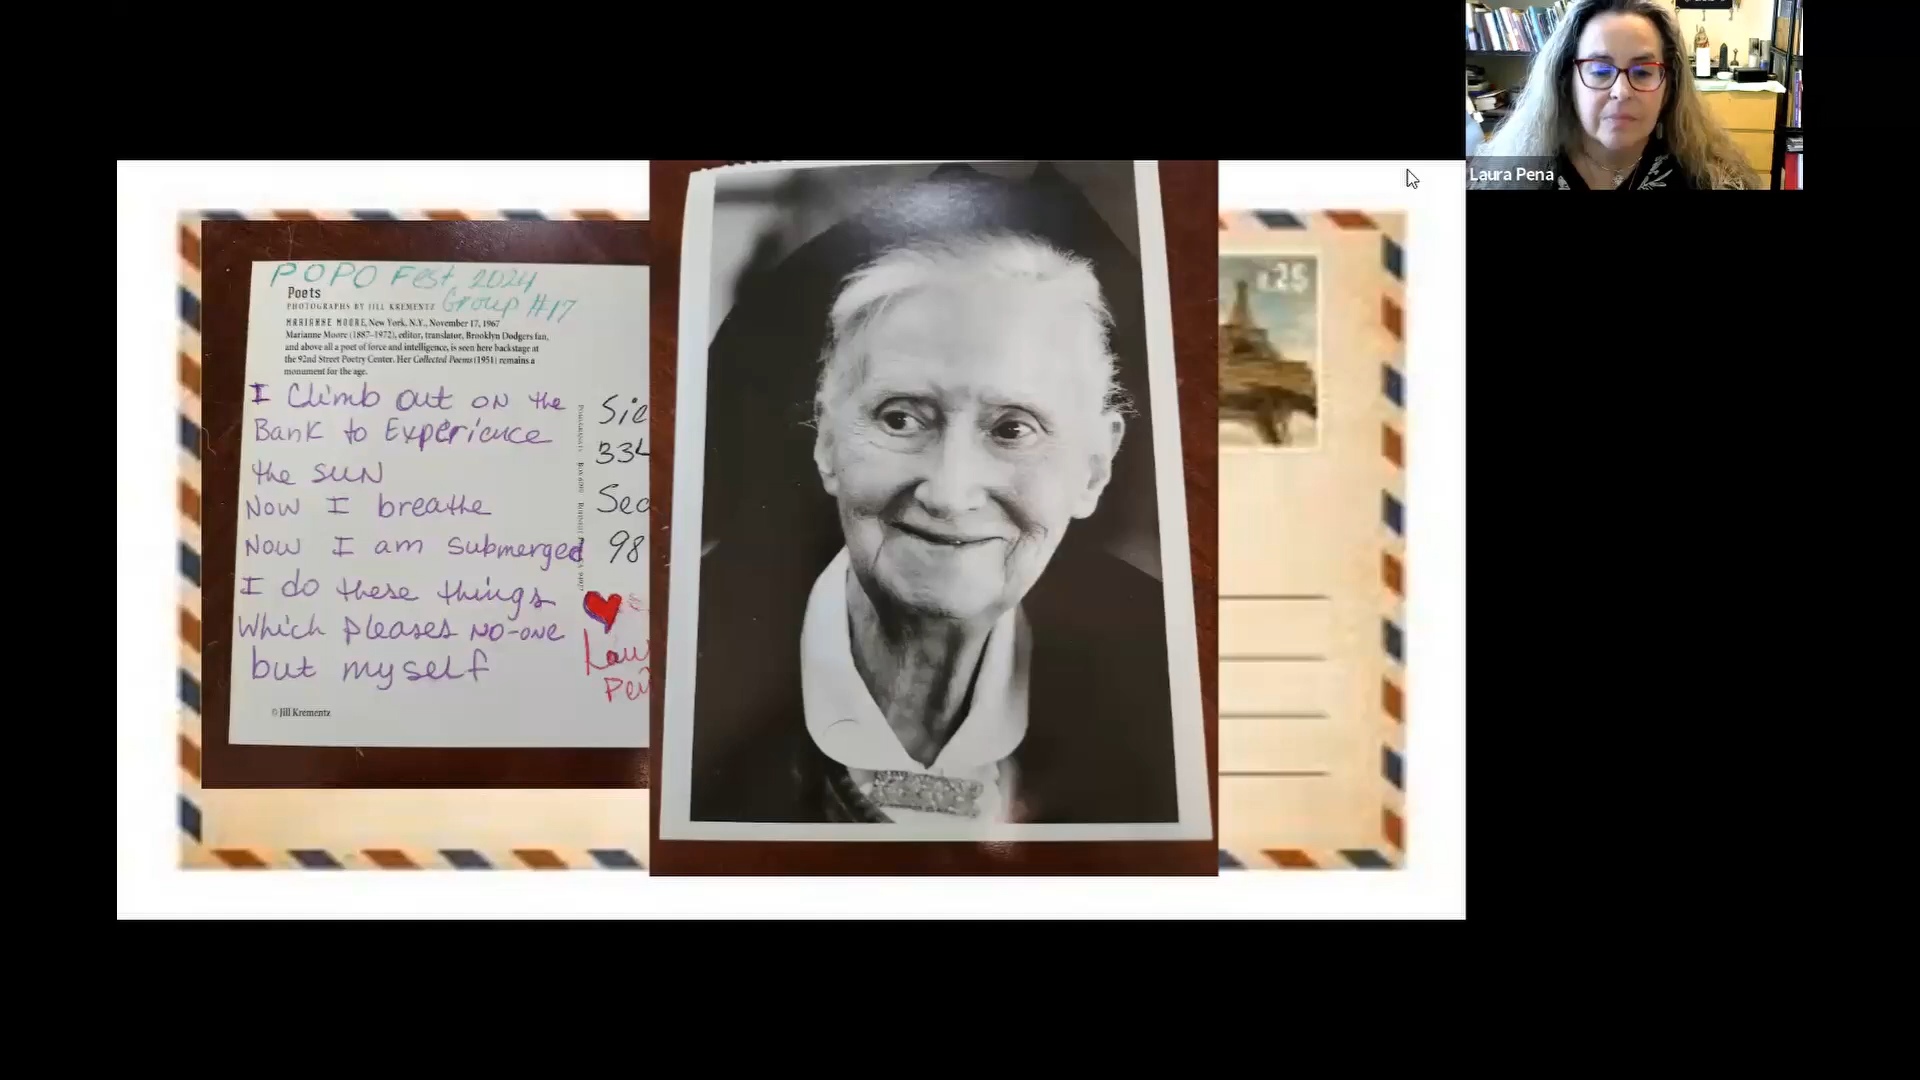 POPO Fest 2024
Group #17
Poets
PHOTOGRAPHS BY JILL KREMENTZ
MARIANNE MOORE, New York, N.Y., November 17, 1967
Marianne Moore (1887–1972), editor, translator, Brooklyn Dodgers fan,
and above all a poet of force and intelligence, is seen here backstage at
the 92nd Street Poetry Center. Her Collected Poems (1951) remains a
monument for the age.
I Climb out on the
Bank to Experience
the sun
Now I breathe
Now I am submerged
I do these things
Which pleases no-one
but myself
© Jill Krementz
98
.25
Laura Pena